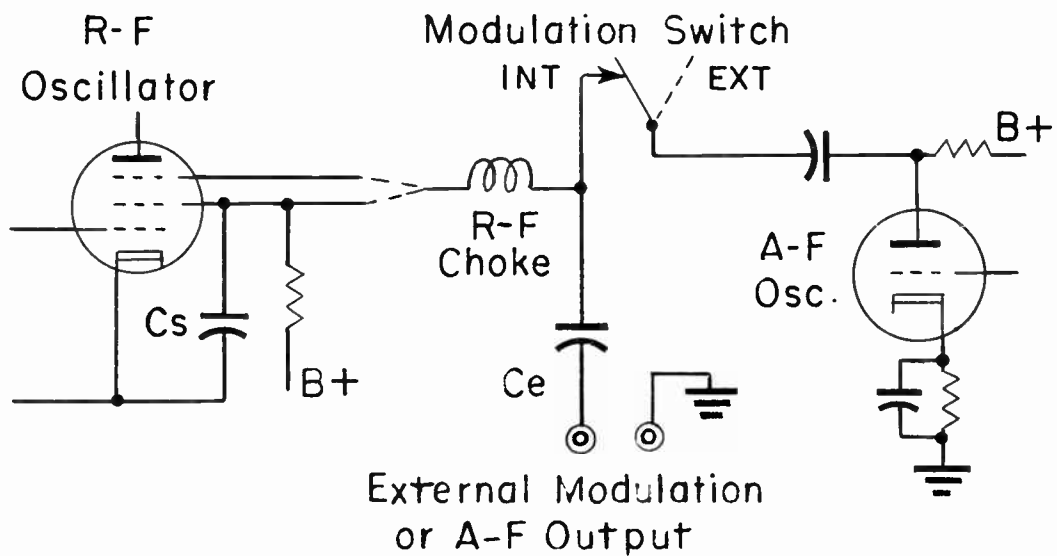 R-F
Oscillator
Modulation Switch
INT
EXT
B+
R-F
Choke
A-F
Osc.
Cs
B+
Ce
External Modulation
or A-F Output